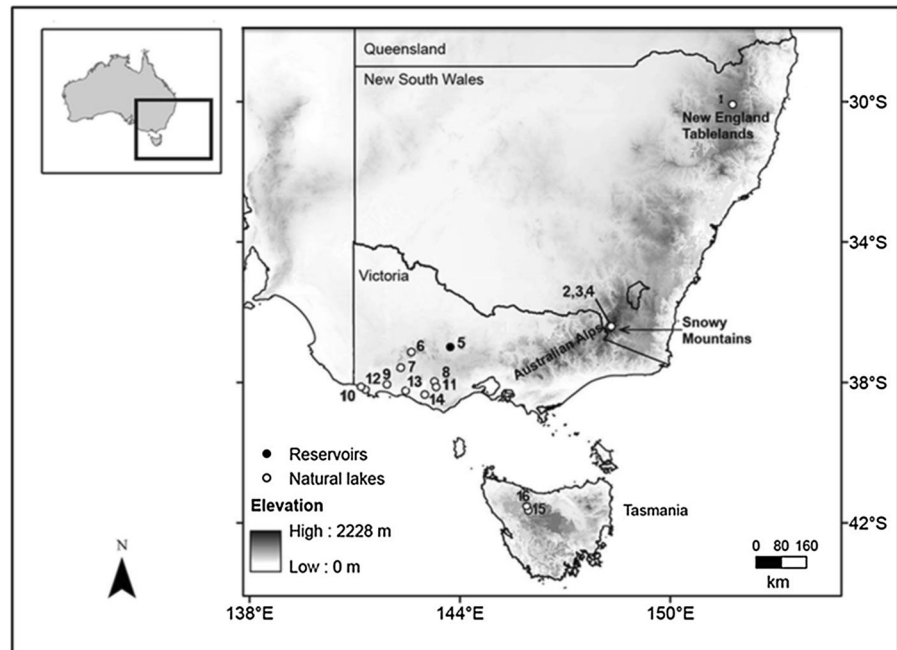 Queensland
New South Wales
1
New England
Tablelands
30°S
34°S
Victoria
2,3,4
Snowy
Mountains
Australian Alps
6
5
7
8
9
12
13
11
10
14
38°S
Reservoirs
Natural lakes
Elevation
High : 2228 m
Low : 0 m
16
15
Tasmania
42°S
N
0 80 160
km
138°E
144°E
150°E